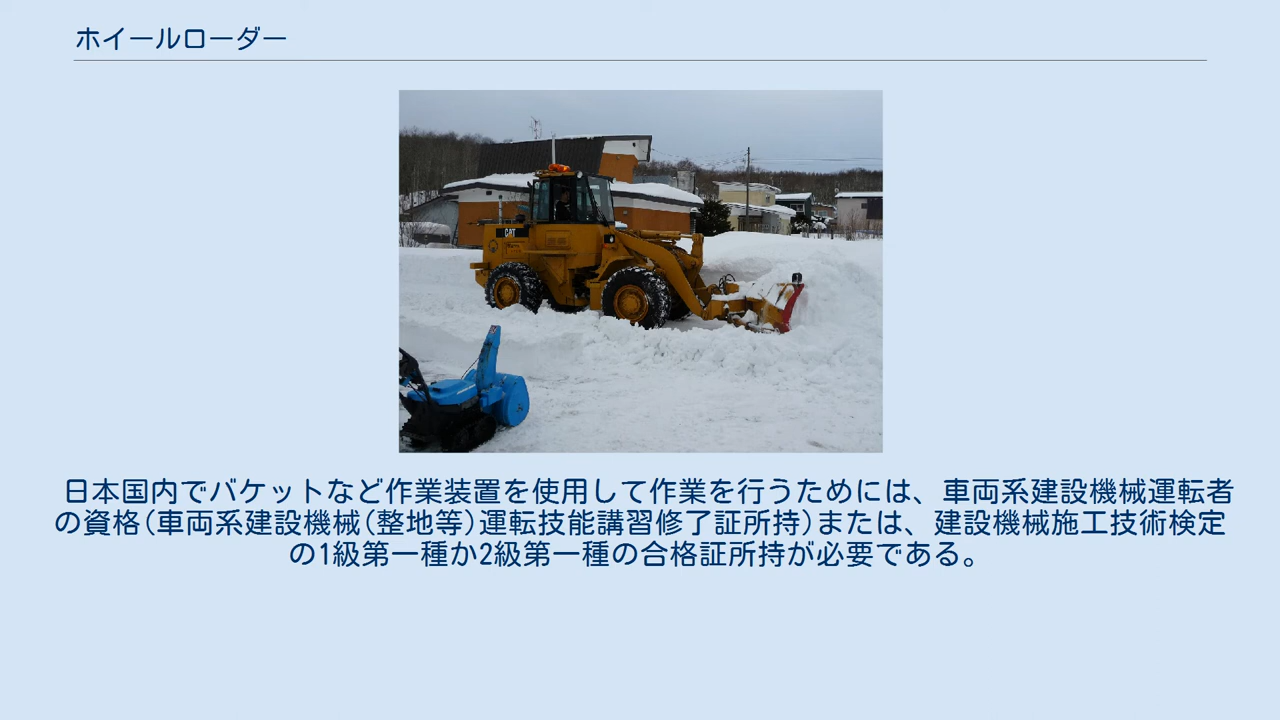 ホイールローダー
CAT
日本国内でバケットなど作業装置を使用して作業を行うためには、車両系建設機械運転者
の資格(車両系建設機械(整地等)運転技能講習修了証所持)または、建設機械施工技術検定
の1級第一種か2級第一種の合格証所持が必要である。